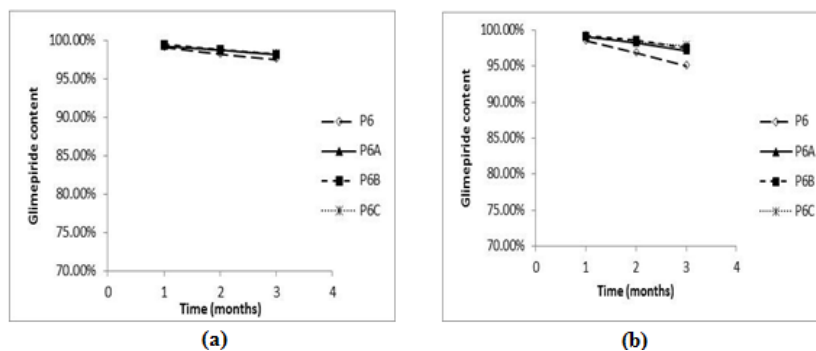 100.00%
95.00%
90.00%
85.00%
80.00%
75.00%
70.00%
Glimepiride content
0 1 2 3 4
Time (months)
P6
P6A
P6B
P6C
(a)
100.00%
95.00%
90.00%
85.00%
80.00%
75.00%
70.00%
Glimepiride content
0 1 2 3 4
Time (months)
P6
P6A
P6B
P6C
(b)